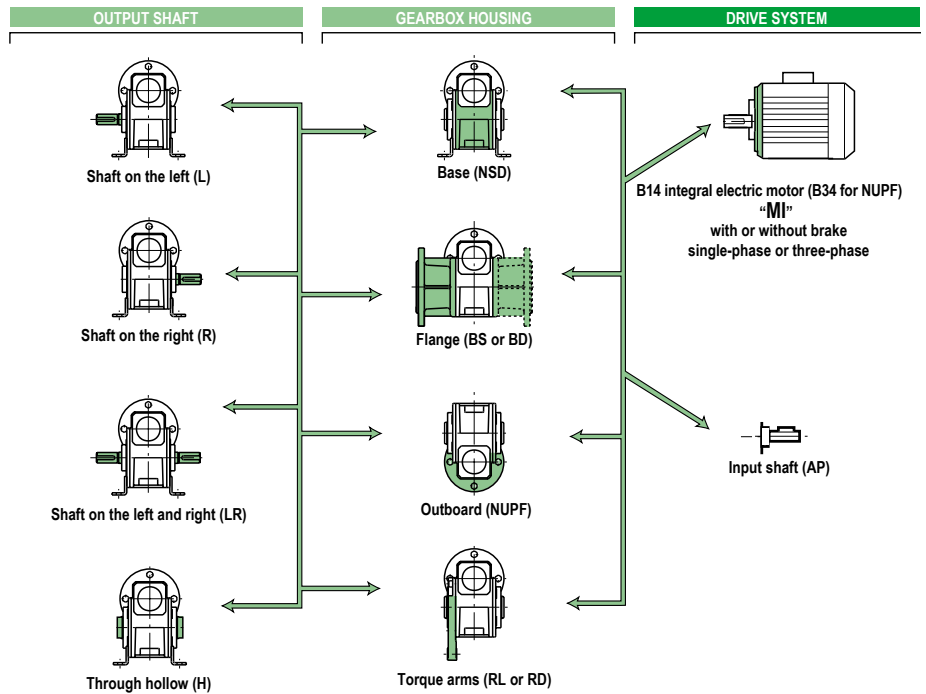 OUTPUT SHAFT
GEARBOX HOUSING
DRIVE SYSTEM
Shaft on the left (L)
Base (NSD)
B14 integral electric motor (B34 for NUPF)
“MI”
with or without brake
single-phase or three-phase
Shaft on the right (R)
Flange (BS or BD)
Shaft on the left and right (LR)
Outboard (NUPF)
Input shaft (AP)
Through hollow (H)
Torque arms (RL or RD)